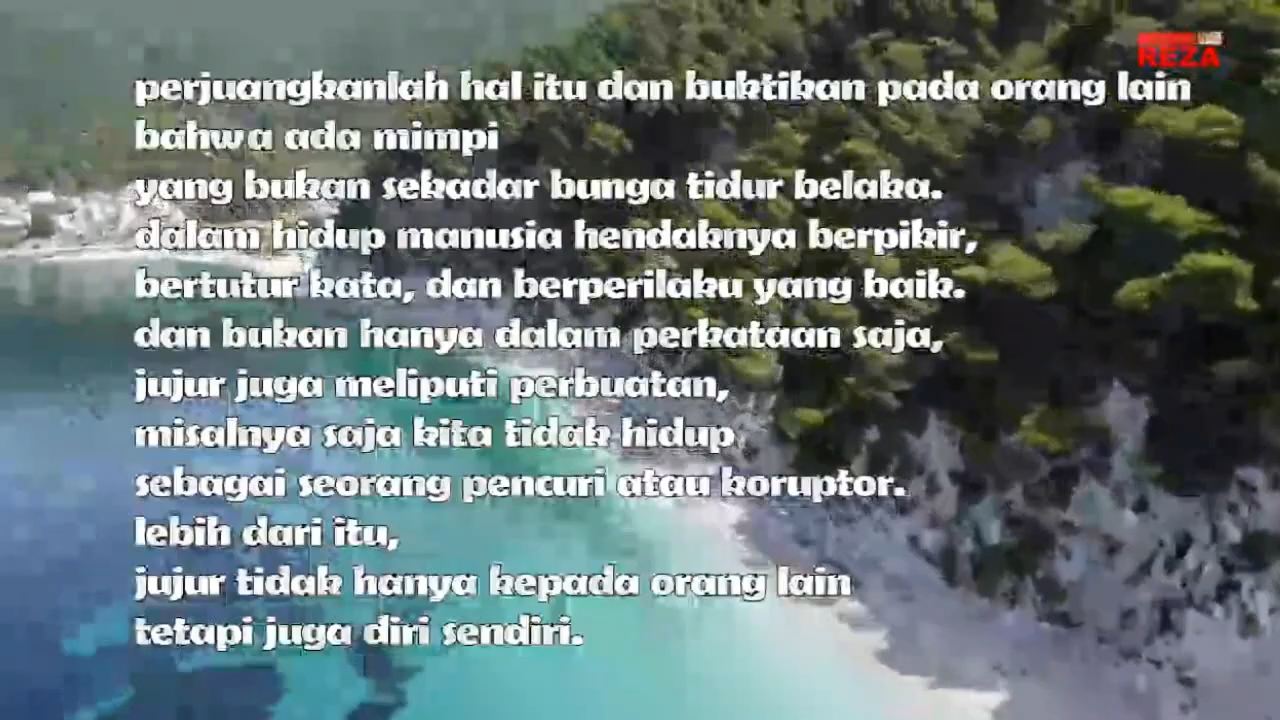 REZA
perjuangkanlah hal itu dan buktikan pada orang lain
bahwa ada mimpi
yang bukan sekadar bunga tidur belaka.
dalam hidup manusia hendaknya berpikir,
bertutur kata, dan berperilaku yang baik.
dan bukan hanya dalam perkataan saja,
jujur juga meliputi perbuatan,
misalnya saja kita tidak hidup
sebagai seorang pencuri atau koruptor.
lebih dari itu,
jujur tidak hanya kepada orang lain
tetapi juga diri sendiri.